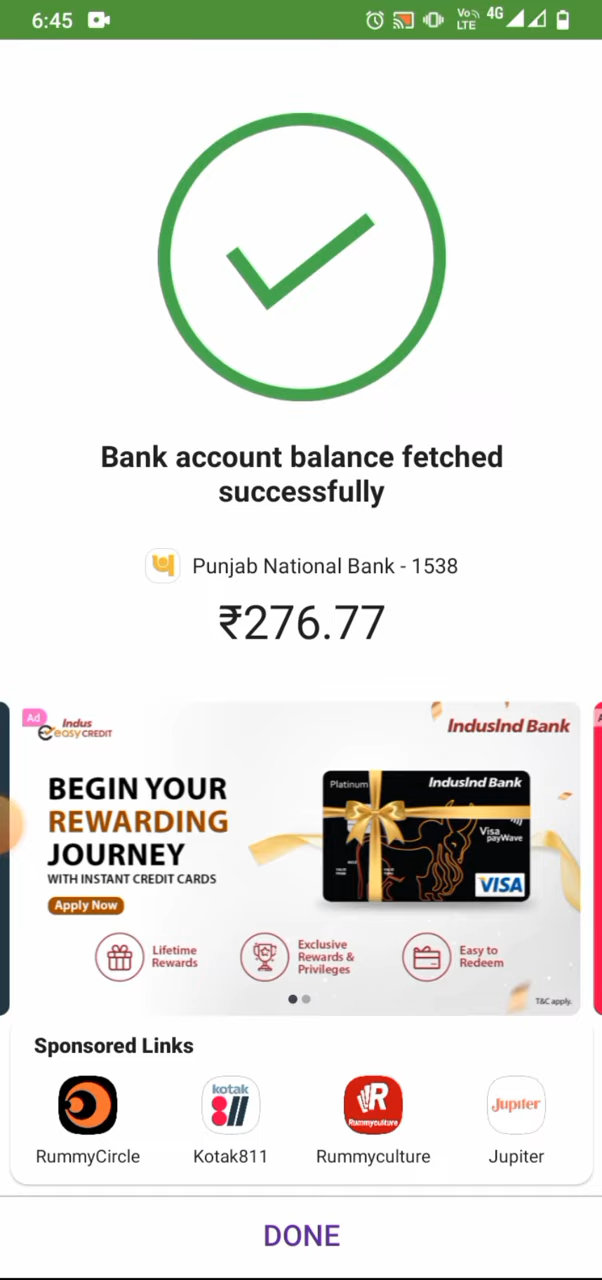 6:45
Vo
LTE
4G
Bank account balance fetched
successfully
Punjab National Bank - 1538
₹276.77
Ad
Indus
easyCREDIT
IndusInd Bank
BEGIN YOUR
REWARDING
JOURNEY
WITH INSTANT CREDIT CARDS
Apply Now
Platinum
IndusInd Bank
Visa
payWave
VISA
Lifetime
Rewards
Exclusive
Rewards &
Privileges
Easy to
Redeem
T&C apply.
Sponsored Links
kotak
811
R
Rummyculture
Jupiter
RummyCircle
Kotak811
Rummyculture
Jupiter
DONE